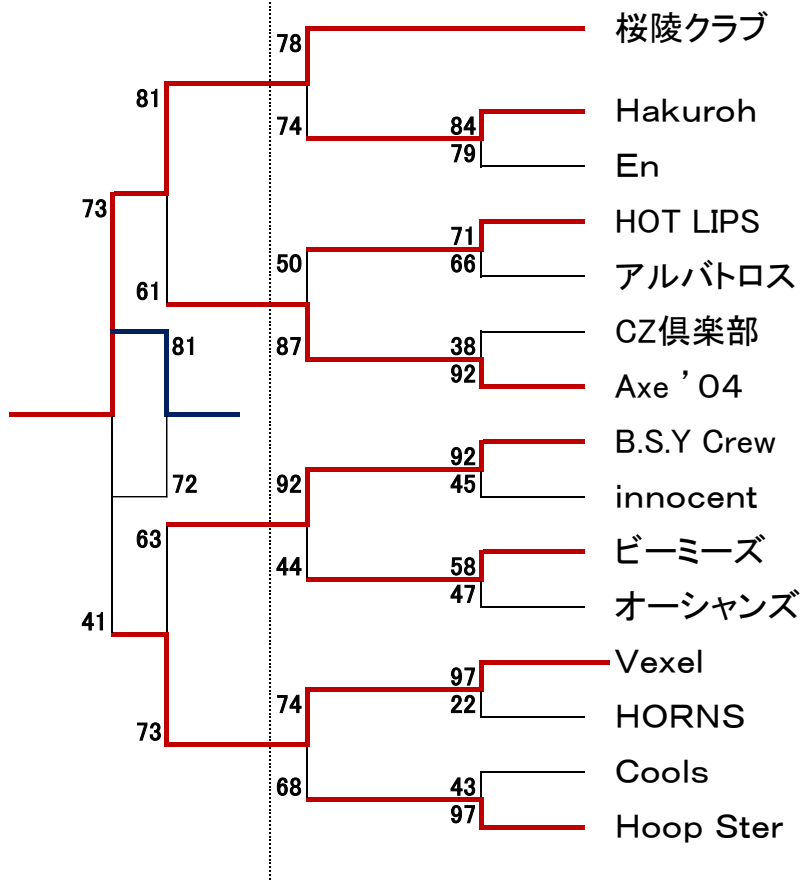 78
桜陵クラブ
81
74
84
Hakuroh
79
En
73
71
HOT LIPS
50
66
アルバトロス
61
81
87
38
CZ倶楽部
92
Axe ’04
92
B.S.Y Crew
72
92
45
innocent
63
44
58
ビーミーズ
47
オーシャンズ
41
97
Vexel
73
74
22
HORNS
68
43
Cools
97
Hoop Ster